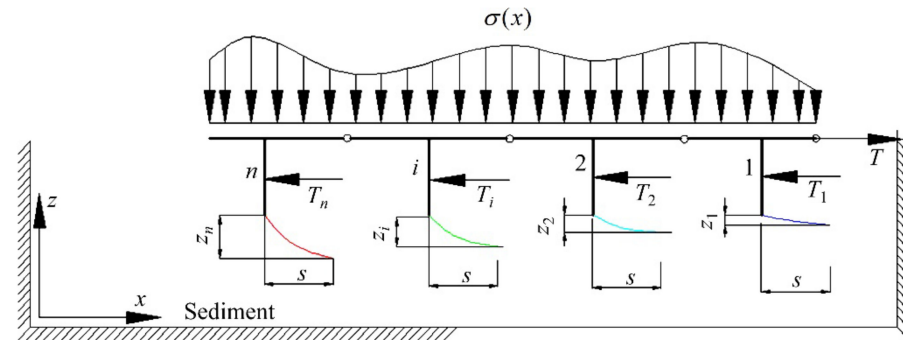 σ(x)
n i 2 1 T
T_n T_i T_2 T_1
z
z_n z_i z_2 z_1
s s s s
x Sediment